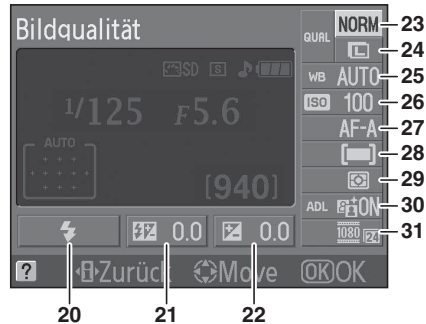 Bildqualität
QUAL NORM 23
L 24
SD S
WB AUTO 25
1/125 F5.6
ISO 100 26
AF-A 27
AUTO
28
[940]
29
ADL ON 30
0.0 0.0
1080 24 31
? Zurück Move OK OK
20 21 22